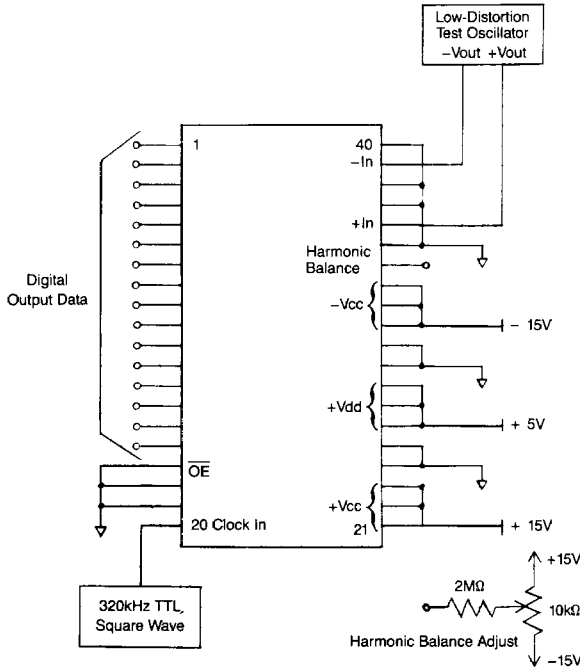 Low-Distortion
Test Oscillator
−Vout +Vout
1
40
−In
+In
Harmonic
Balance
Digital
Output Data
−Vcc
− 15V
+Vdd
+ 5V
OE
+Vcc
20 Clock In
21
+ 15V
320kHz TTL,
Square Wave
+15V
2MΩ
10kΩ
Harmonic Balance Adjust
−15V